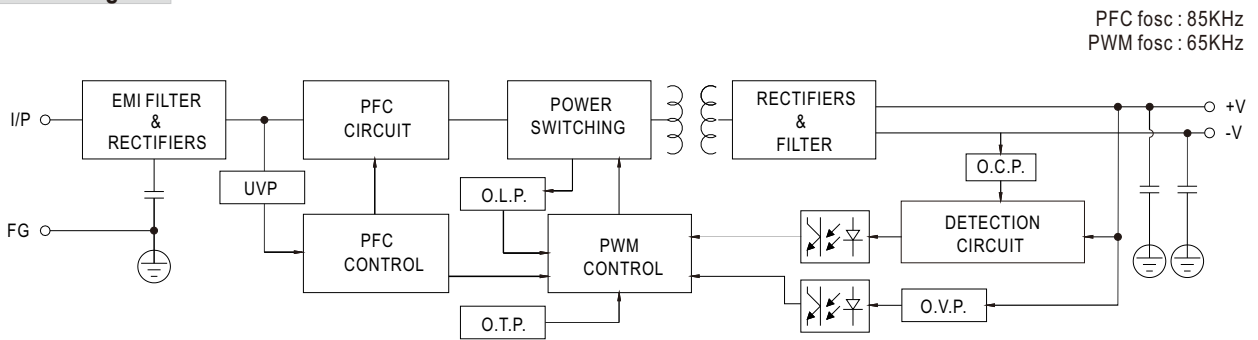 PFC fosc : 85KHz
PWM fosc : 65KHz
I/P
EMI FILTER
&
RECTIFIERS
PFC
CIRCUIT
POWER
SWITCHING
RECTIFIERS
&
FILTER
+V
-V
UVP
O.L.P.
O.C.P.
FG
PFC
CONTROL
PWM
CONTROL
DETECTION
CIRCUIT
O.T.P.
O.V.P.